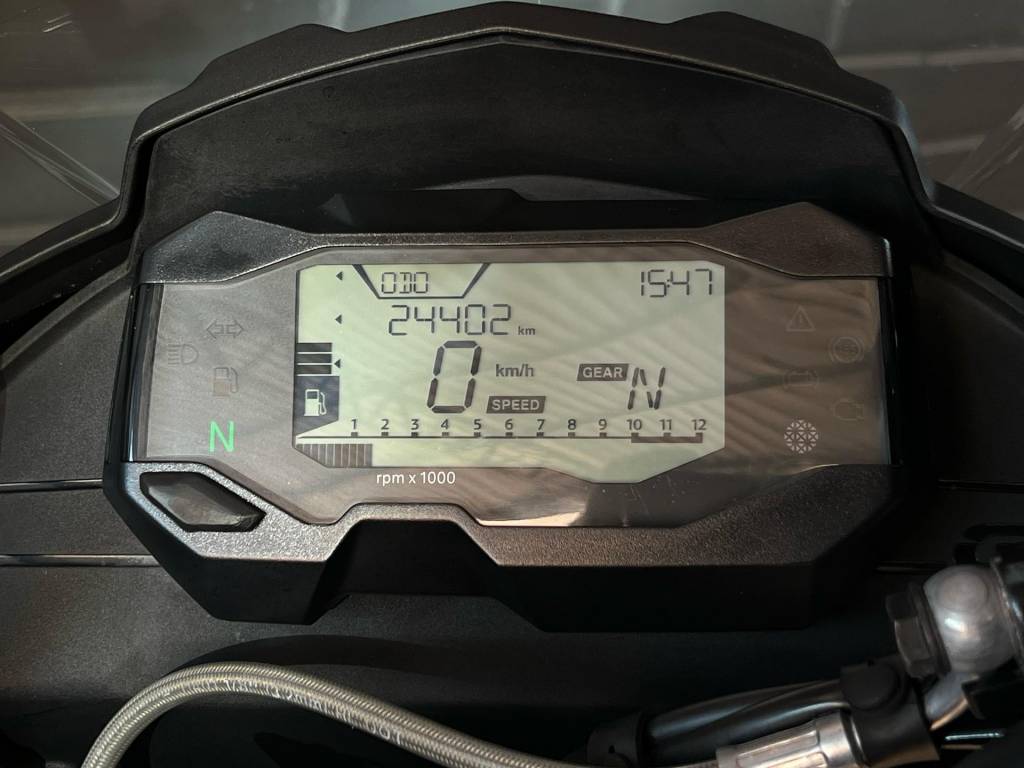 ODO 15:47
24402 km
0 km/h GEAR N
SPEED
1 2 3 4 5 6 7 8 9 10 11 12
N
rpm x 1000